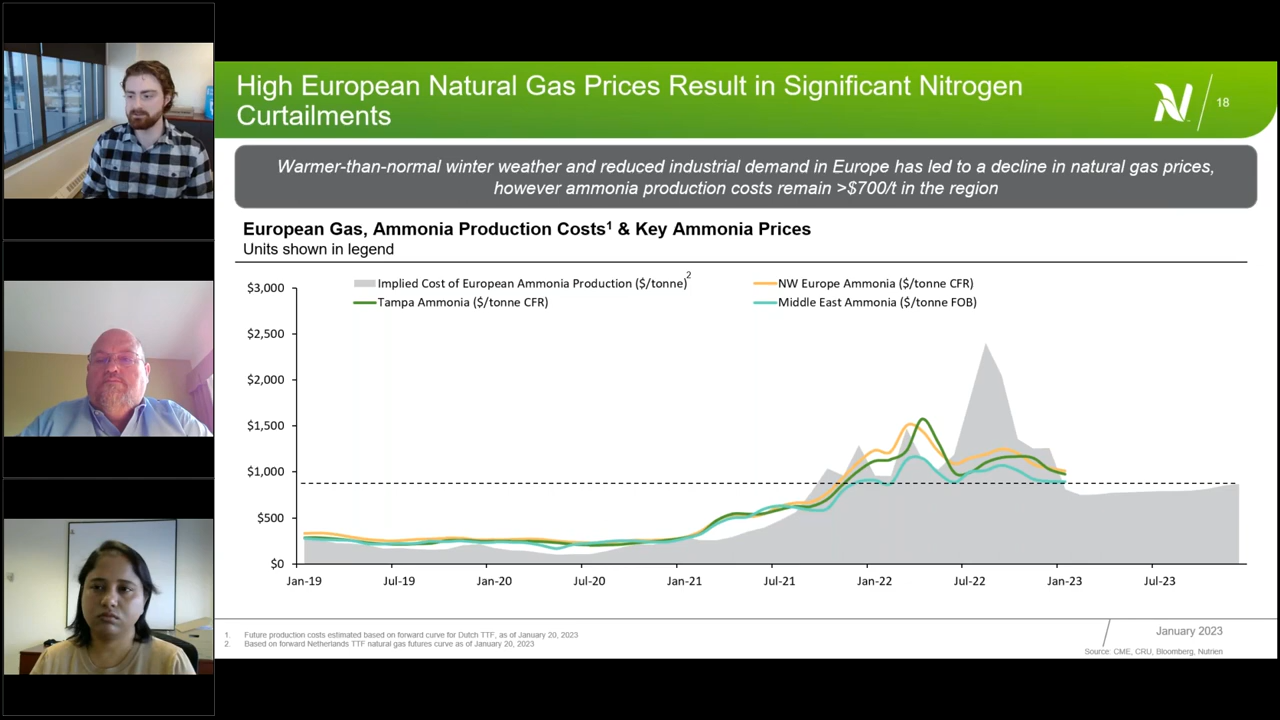 High European Natural Gas Prices Result in Significant Nitrogen
Curtailments
18
Warmer-than-normal winter weather and reduced industrial demand in Europe has led to a decline in natural gas prices,
however ammonia production costs remain >$700/t in the region
European Gas, Ammonia Production Costs¹ & Key Ammonia Prices
Units shown in legend
Implied Cost of European Ammonia Production ($/tonne)²
NW Europe Ammonia ($/tonne CFR)
Tampa Ammonia ($/tonne CFR)
Middle East Ammonia ($/tonne FOB)
$3,000
$2,500
$2,000
$1,500
$1,000
$500
$0
Jan-19 Jul-19 Jan-20 Jul-20 Jan-21 Jul-21 Jan-22 Jul-22 Jan-23 Jul-23
1. Future production costs estimated based on forward curve for Dutch TTF, as of January 20, 2023
2. Based on forward Netherlands TTF natural gas futures curve as of January 20, 2023
January 2023
Source: CME, CRU, Bloomberg, Nutrien